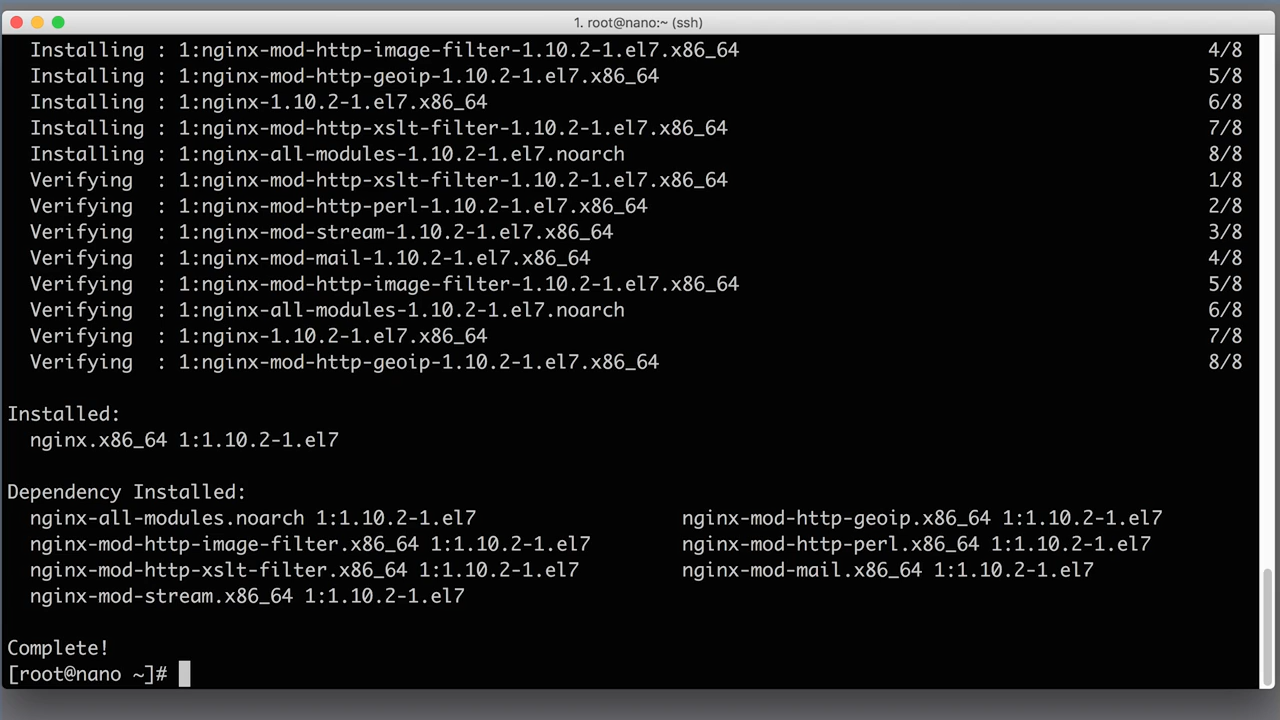 1. root@nano:~ (ssh)
Installing : 1:nginx-mod-http-image-filter-1.10.2-1.el7.x86_64 4/8
Installing : 1:nginx-mod-http-geoip-1.10.2-1.el7.x86_64 5/8
Installing : 1:nginx-1.10.2-1.el7.x86_64 6/8
Installing : 1:nginx-mod-http-xslt-filter-1.10.2-1.el7.x86_64 7/8
Installing : 1:nginx-all-modules-1.10.2-1.el7.noarch 8/8
Verifying  : 1:nginx-mod-http-xslt-filter-1.10.2-1.el7.x86_64 1/8
Verifying  : 1:nginx-mod-http-perl-1.10.2-1.el7.x86_64 2/8
Verifying  : 1:nginx-mod-stream-1.10.2-1.el7.x86_64 3/8
Verifying  : 1:nginx-mod-mail-1.10.2-1.el7.x86_64 4/8
Verifying  : 1:nginx-mod-http-image-filter-1.10.2-1.el7.x86_64 5/8
Verifying  : 1:nginx-all-modules-1.10.2-1.el7.noarch 6/8
Verifying  : 1:nginx-1.10.2-1.el7.x86_64 7/8
Verifying  : 1:nginx-mod-http-geoip-1.10.2-1.el7.x86_64 8/8
Installed:
nginx.x86_64 1:1.10.2-1.el7
Dependency Installed:
nginx-all-modules.noarch 1:1.10.2-1.el7 nginx-mod-http-geoip.x86_64 1:1.10.2-1.el7
nginx-mod-http-image-filter.x86_64 1:1.10.2-1.el7 nginx-mod-http-perl.x86_64 1:1.10.2-1.el7
nginx-mod-http-xslt-filter.x86_64 1:1.10.2-1.el7 nginx-mod-mail.x86_64 1:1.10.2-1.el7
nginx-mod-stream.x86_64 1:1.10.2-1.el7
Complete!
[root@nano ~]#